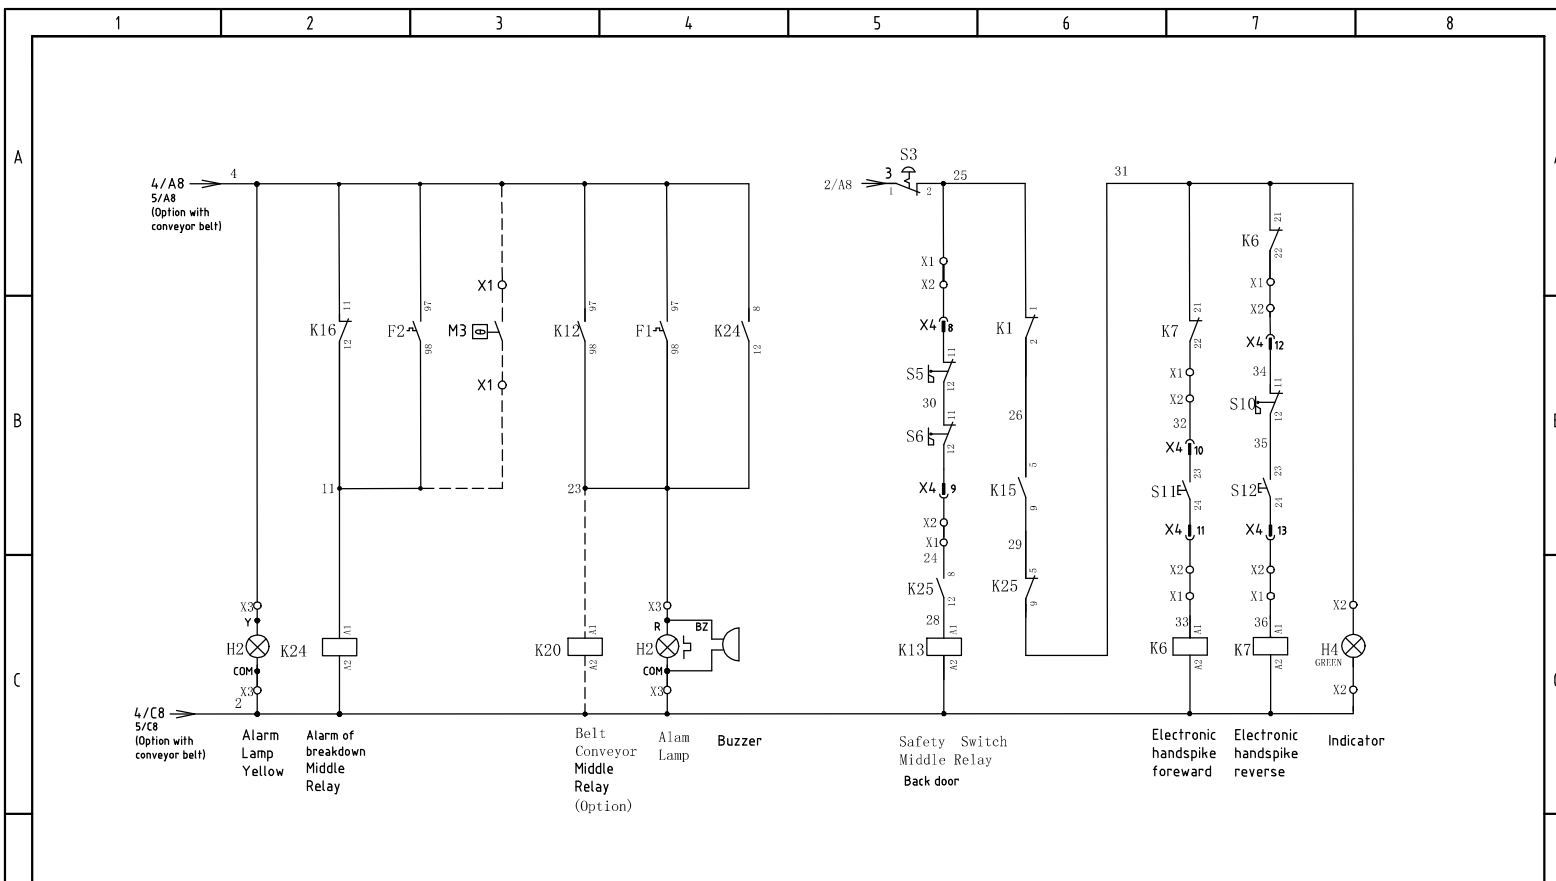 1 2 3 4 5 6 7 8
A
S3
4
3
25
31
4/A8
5/A8
(Option with
conveyor belt)
2/A8
1 2
21
K6
22
X1
X1
X1
X2
X2
11 97 97 97 8 1 21
K16 F2 M3 K12 F1 K24 X4 8 K1 K7 X4 12
12 98 98 98 12 2 22
34
X1 X1
11
S5
12
11
S10
12
30
X2
B
26
32
35
11
S6
12
X4 10
5 23 23
11 23 X4 9 K15 S11 S12
9 24 24
X2
X4 11 X4 13
X1
29
24
X2 X2
8 5
K25 K25
12 9
X1 X1
X3 X3 X2
Y R BZ
28 33 36
A1 A1 A1 A1 A1
H2 K24 K20 H2 K13 K6 K7 H4
GREEN
A2 A2 A2 A2 A2
COM COM
C
X3 X3 X2
2
4/C8
5/C8
(Option with
conveyor belt)
Alarm
Lamp
Yellow
Alarm of
breakdown
Middle
Relay
Belt
Conveyor
Middle
Relay
(Option)
Alam
Lamp
Buzzer
Safety Switch
Middle Relay
Back door
Electronic
handspike
foreward
Electronic
handspike
reverse
Indicator